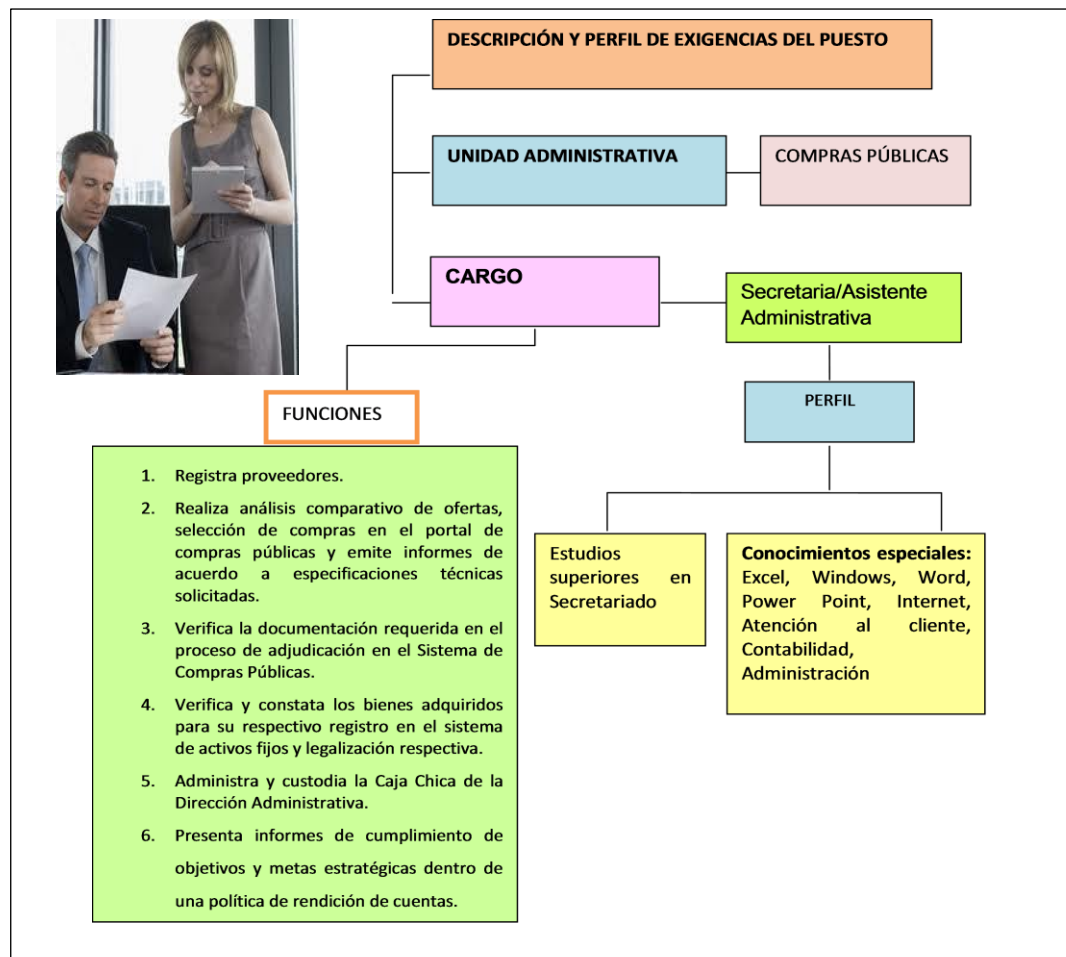 DESCRIPCIÓN Y PERFIL DE EXIGENCIAS DEL PUESTO
UNIDAD ADMINISTRATIVA
COMPRAS PÚBLICAS
CARGO
Secretaria/Asistente
Administrativa
FUNCIONES
1. Registra proveedores.
2. Realiza análisis comparativo de ofertas,
selección de compras en el portal de
compras públicas y emite informes de
acuerdo a especificaciones técnicas
solicitadas.
3. Verifica la documentación requerida en el
proceso de adjudicación en el Sistema de
Compras Públicas.
4. Verifica y constata los bienes adquiridos
para su respectivo registro en el sistema
de activos fijos y legalización respectiva.
5. Administra y custodia la Caja Chica de la
Dirección Administrativa.
6. Presenta informes de cumplimiento de
objetivos y metas estratégicas dentro de
una política de rendición de cuentas.
PERFIL
Estudios
superiores en
Secretariado
Conocimientos especiales:
Excel, Windows, Word,
Power Point, Internet,
Atención al cliente,
Contabilidad,
Administración